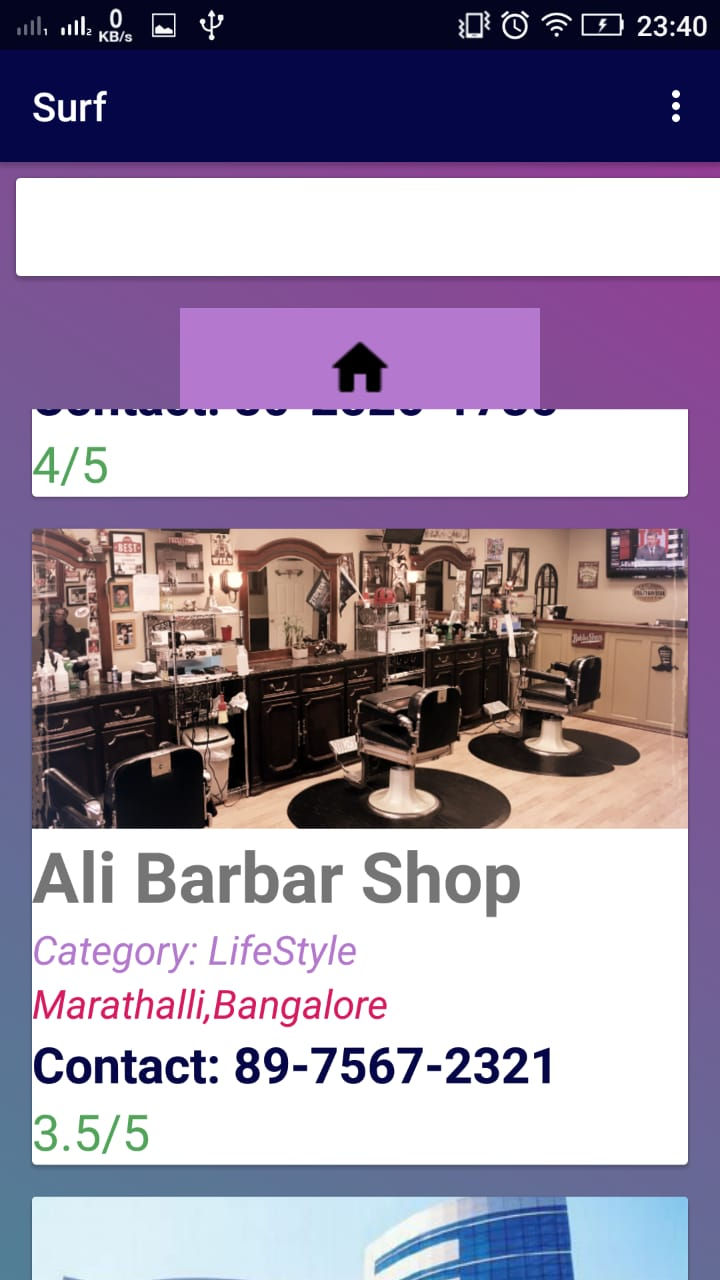 0
KB/s
23:40
Surf
4/5
BEST
Ali Barbar Shop
Category: LifeStyle
Marathalli,Bangalore
Contact: 89-7567-2321
3.5/5